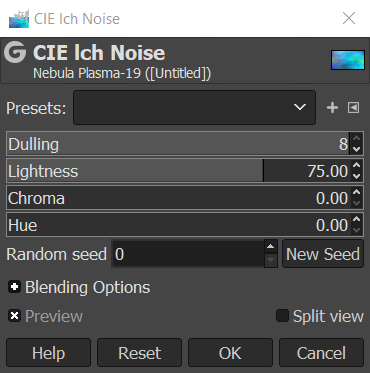 CIE lch Noise
CIE lch Noise
Nebula Plasma-19 ([Untitled])
Presets:
Dulling 8
Lightness 75.00
Chroma 0.00
Hue 0.00
Random seed 0 New Seed
Blending Options
Preview Split view
Help Reset OK Cancel